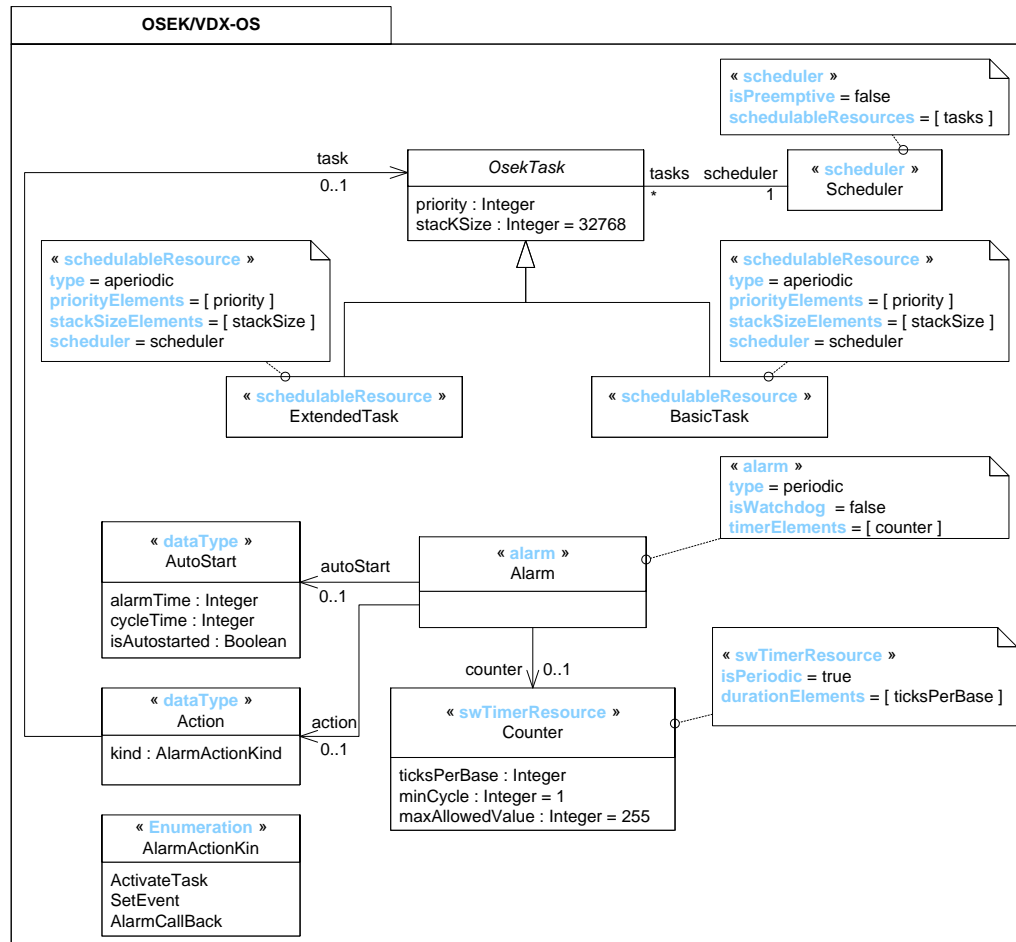 OSEK/VDX-OS
« scheduler »
isPreemptive = false
schedulableResources = [ tasks ]
task
0..1
OsekTask
priority : Integer
stacKSize : Integer = 32768
tasks scheduler
* 1
« scheduler »
Scheduler
« schedulableResource »
type = aperiodic
priorityElements = [ priority ]
stackSizeElements = [ stackSize ]
scheduler = scheduler
« schedulableResource »
type = aperiodic
priorityElements = [ priority ]
stackSizeElements = [ stackSize ]
scheduler = scheduler
« schedulableResource »
ExtendedTask
« schedulableResource »
BasicTask
« alarm »
type = periodic
isWatchdog = false
timerElements = [ counter ]
« dataType »
AutoStart
alarmTime : Integer
cycleTime : Integer
isAutostarted : Boolean
autoStart
0..1
« alarm »
Alarm
counter 0..1
« swTimerResource »
isPeriodic = true
durationElements = [ ticksPerBase ]
« dataType »
Action
kind : AlarmActionKind
action
0..1
« swTimerResource »
Counter
ticksPerBase : Integer
minCycle : Integer = 1
maxAllowedValue : Integer = 255
« Enumeration »
AlarmActionKin
ActivateTask
SetEvent
AlarmCallBack